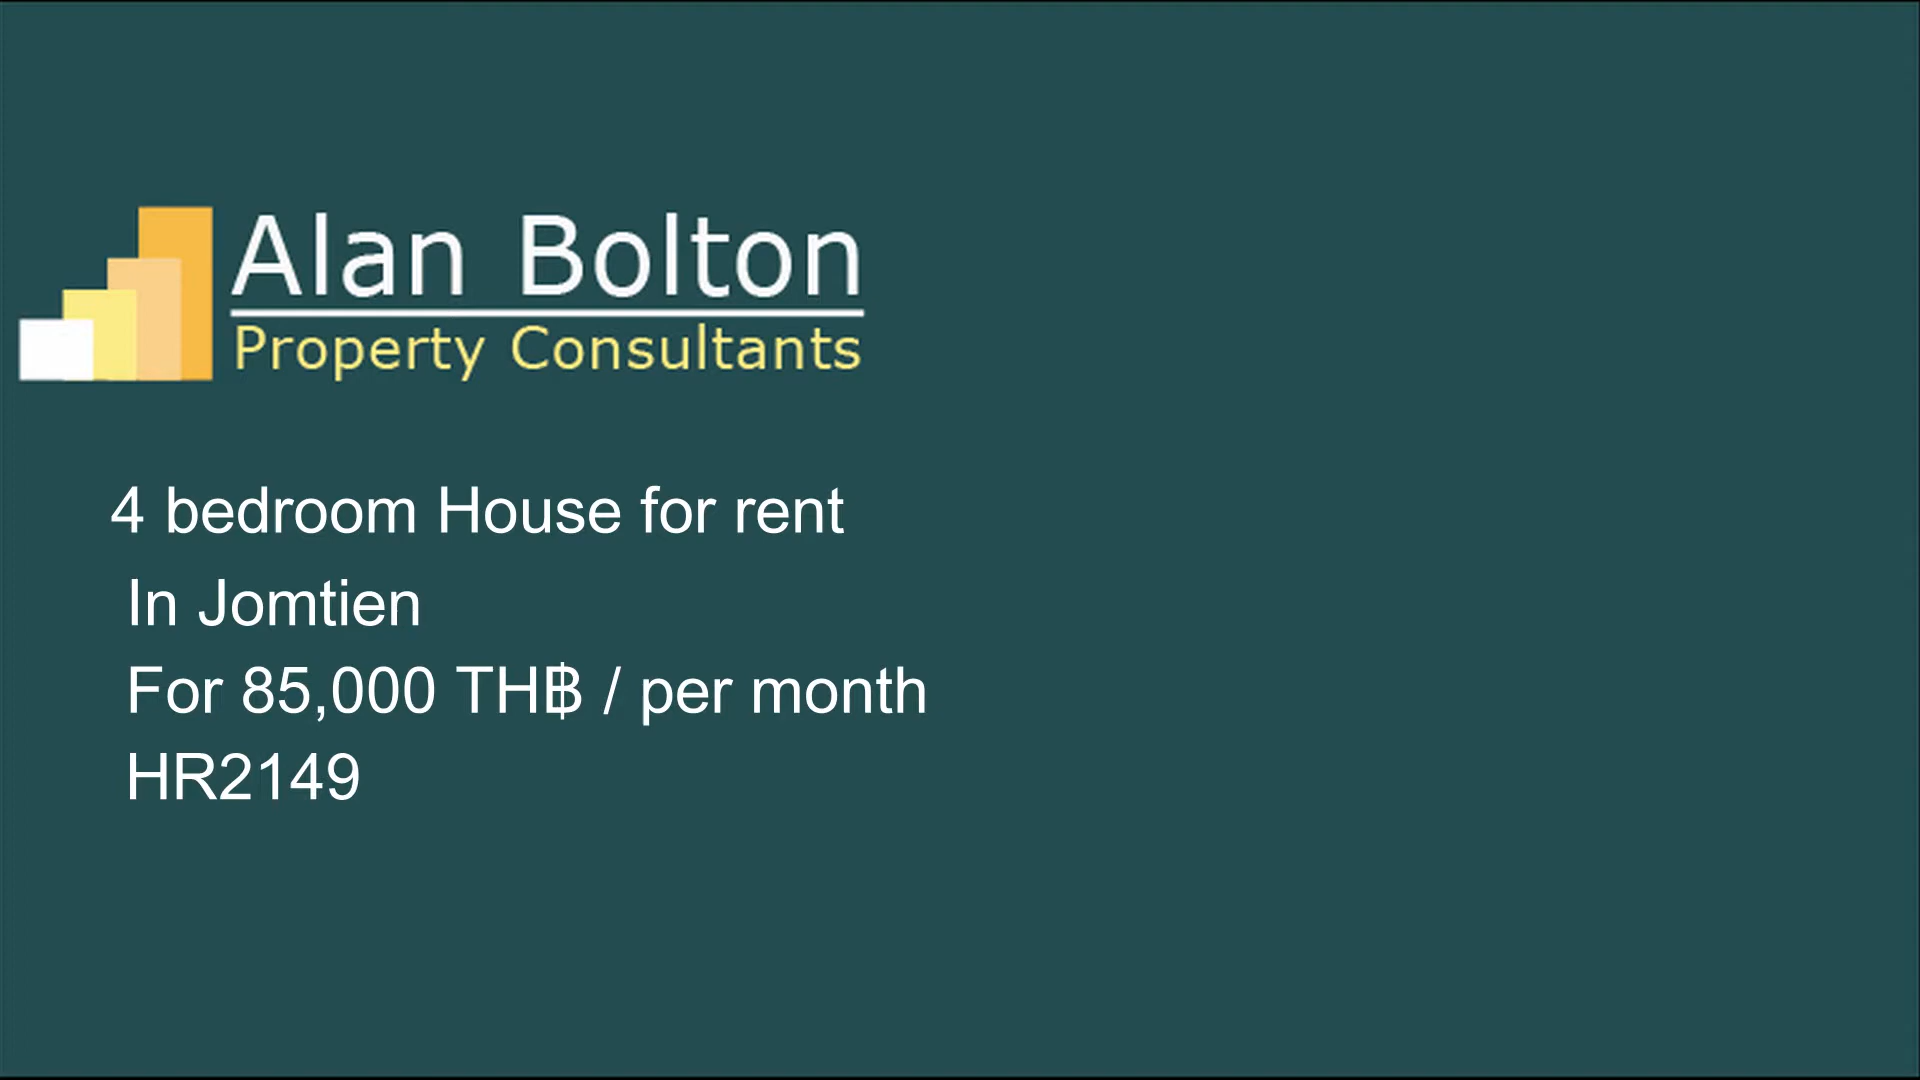 Alan Bolton
Property Consultants
4 bedroom House for rent
In Jomtien
For 85,000 TH฿ / per month
HR2149